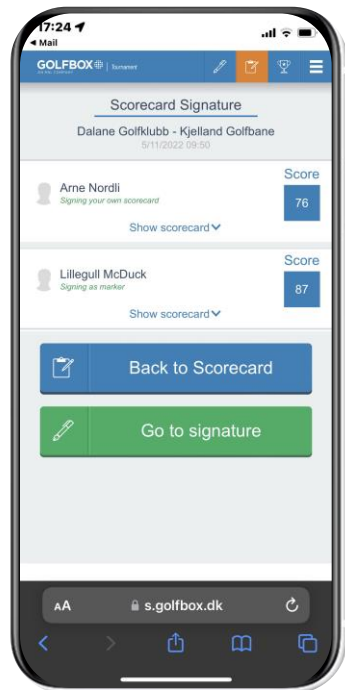 17:24
◄ Mail
GOLFBOX | Tournament
Scorecard Signature
Dalane Golfklubb - Kjelland Golfbane
5/11/2022 09:50
Score
Arne Nordli
Signing your own scorecard
76
Show scorecard
Score
Lillegull McDuck
Signing as marker
87
Show scorecard
Back to Scorecard
Go to signature
AA s.golfbox.dk